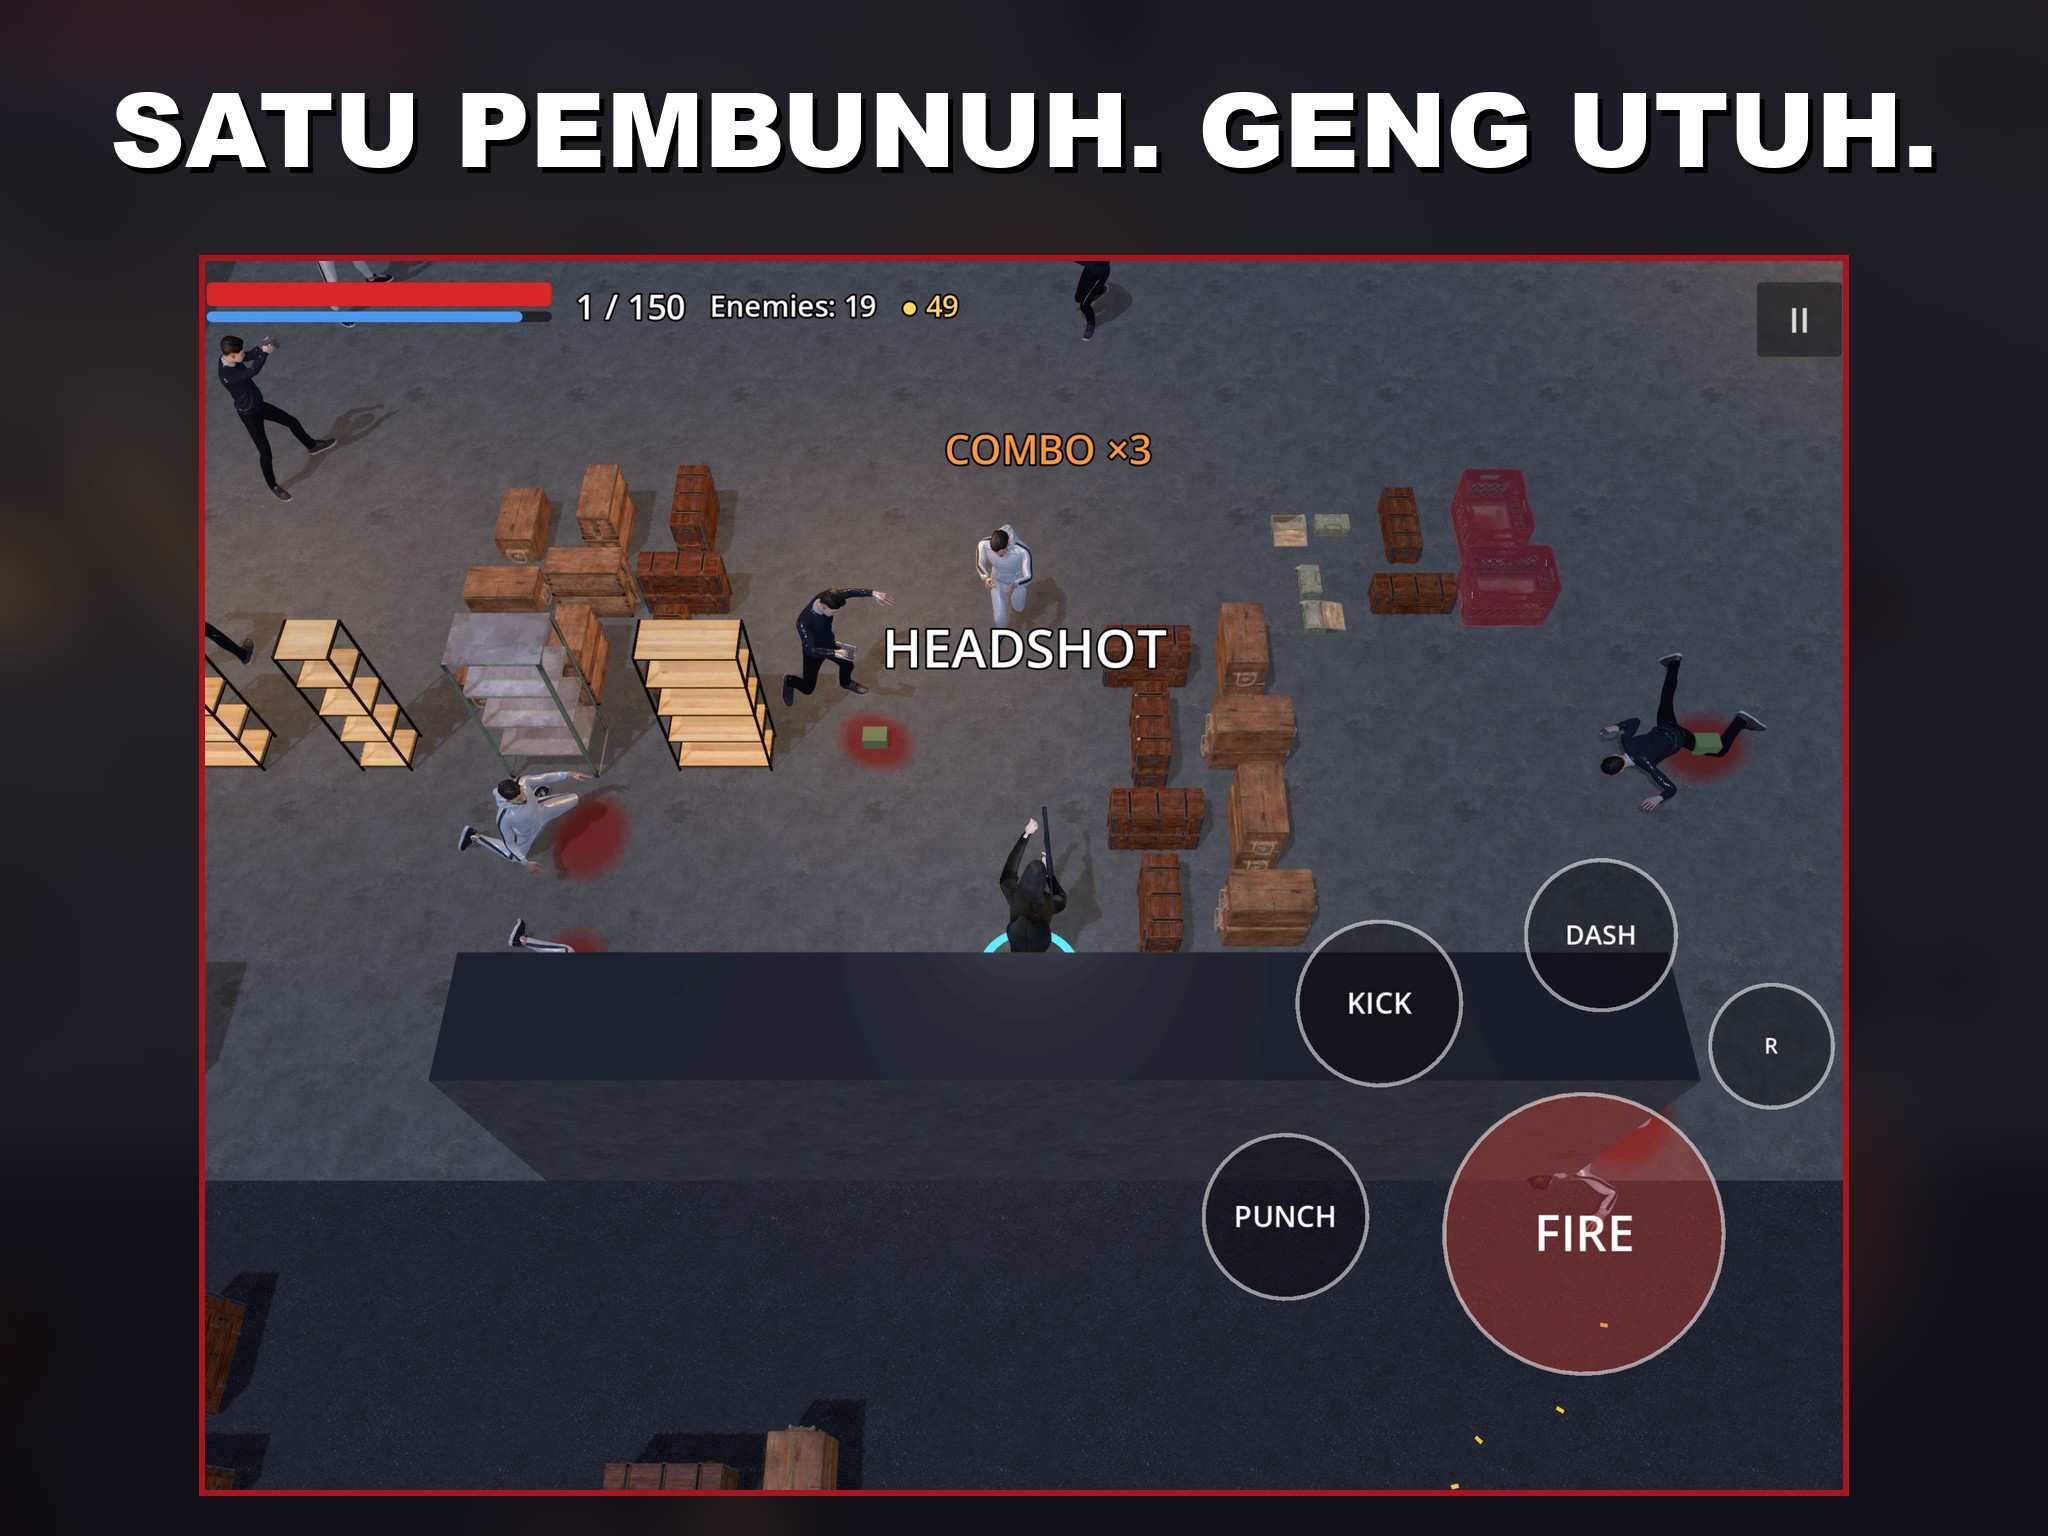 SATU PEMBUNUH. GENG UTUH.
1 / 150 Enemies: 19 49
COMBO ×3
HEADSHOT
DASH
KICK
R
PUNCH
FIRE